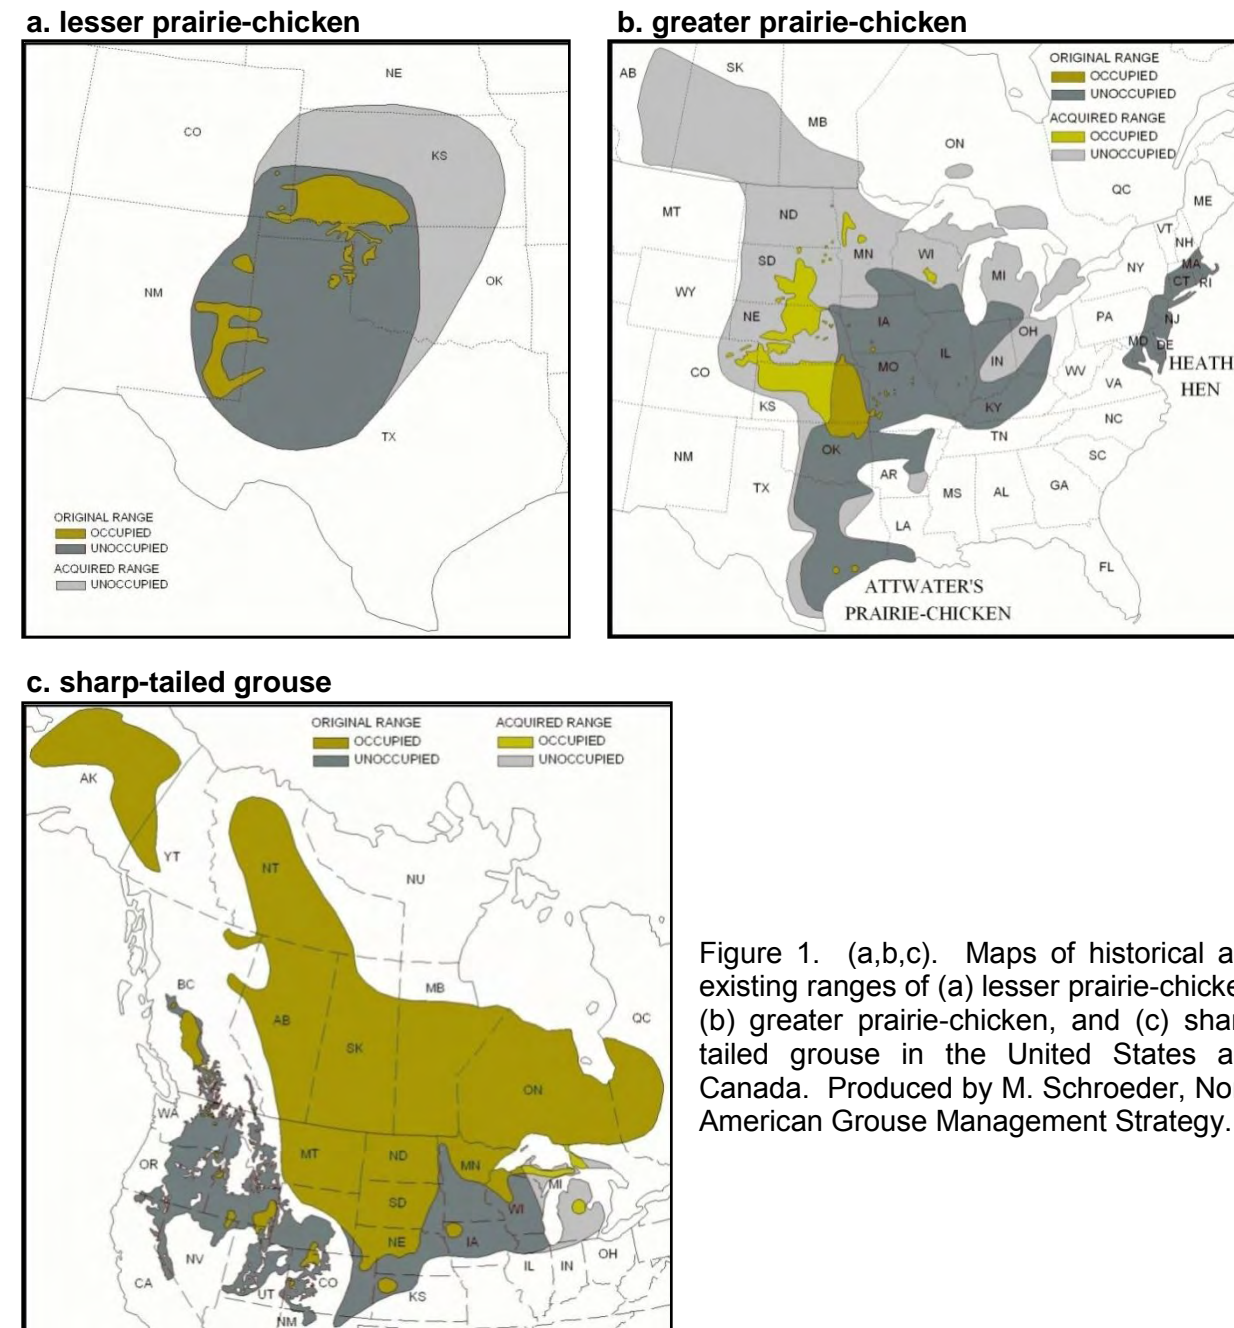 a. lesser prairie-chicken
NE
CO
KS
NM
OK
TX
ORIGINAL RANGE
OCCUPIED
UNOCCUPIED
ACQUIRED RANGE
UNOCCUPIED
b. greater prairie-chicken
ORIGINAL RANGE
OCCUPIED
UNOCCUPIED
ACQUIRED RANGE
OCCUPIED
UNOCCUPIED
AB
SK
MB
ON
QC
ME
MT
ND
VT
NH
MN
WI
MA
SD
MI
NY
CT
RI
WY
NE
IA
PA
NJ
OH
MD
DE
IL
IN
HEATH
HEN
CO
MO
WV
VA
KS
KY
NC
TN
OK
SC
NM
AR
TX
MS
AL
GA
LA
FL
ATTWATER'S
PRAIRIE-CHICKEN
c. sharp-tailed grouse
ORIGINAL RANGE
OCCUPIED
UNOCCUPIED
ACQUIRED RANGE
OCCUPIED
UNOCCUPIED
AK
YT
NT
NU
BC
MB
QC
AB
SK
ON
WA
MT
ND
MN
OR
MI
SD
WI
NE
IA
NV
OH
IL
IN
CA
UT
CO
KS
NM
Figure 1. (a,b,c). Maps of historical a
existing ranges of (a) lesser prairie-chicke
(b) greater prairie-chicken, and (c) shar
tailed grouse in the United States a
Canada. Produced by M. Schroeder, No
American Grouse Management Strategy.